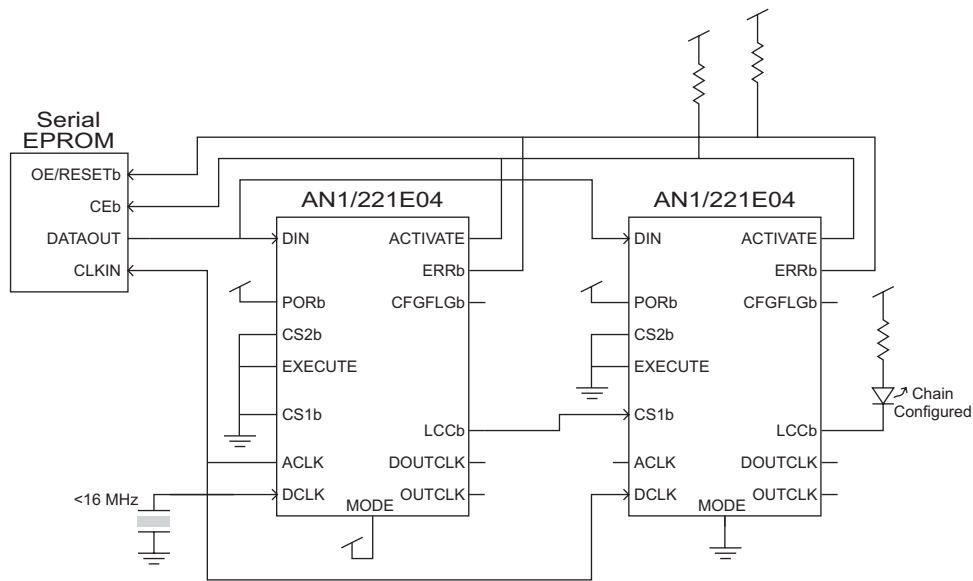 Serial
EPROM
OE/RESETb
CEb
DATAOUT
CLKIN
AN1/221E04
DIN
ACTIVATE
ERRb
PORb
CFGFLGb
CS2b
EXECUTE
CS1b
LCCb
ACLK
DOUTCLK
DCLK
OUTCLK
MODE
<16 MHz
AN1/221E04
DIN
ACTIVATE
ERRb
PORb
CFGFLGb
CS2b
EXECUTE
CS1b
LCCb
ACLK
DOUTCLK
DCLK
OUTCLK
MODE
Chain
Configured